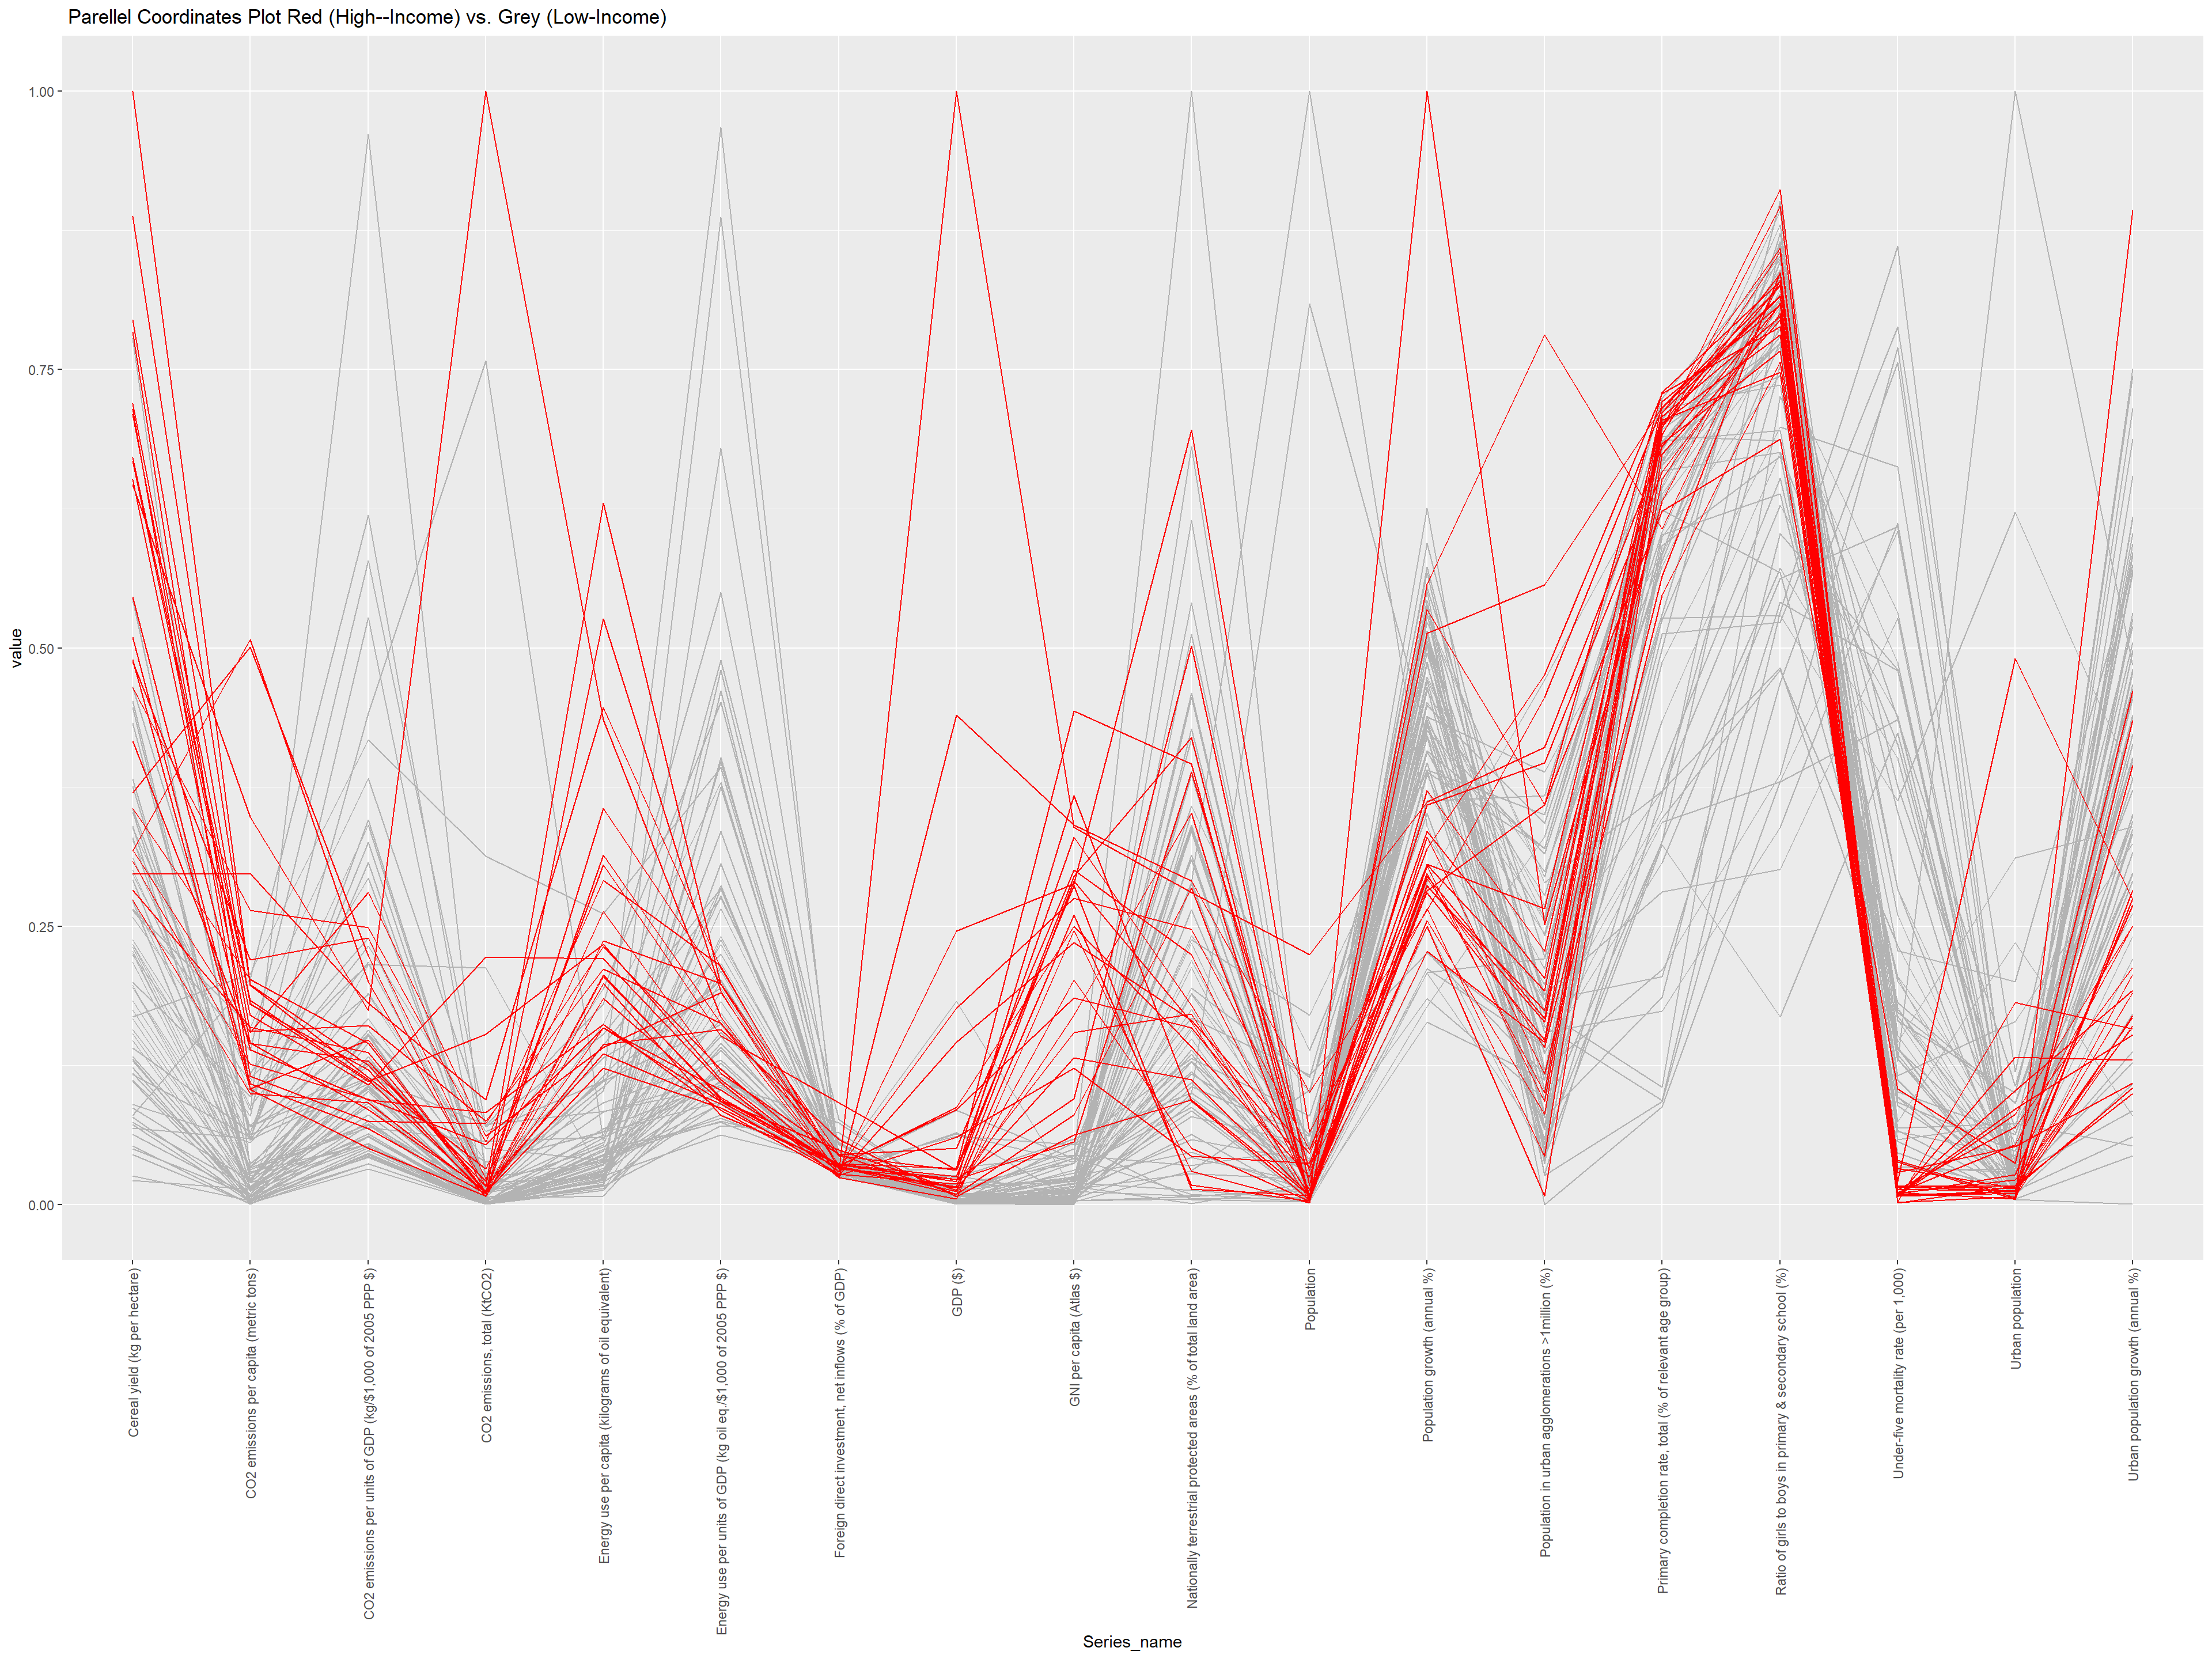 Parellel Coordinates Plot Red (High--Income) vs. Grey (Low-Income)
1.00
0.75
0.50
0.25
0.00
value
Cereal yield (kg per hectare)
CO2 emissions per capita (metric tons)
CO2 emissions per units of GDP (kg/$1,000 of 2005 PPP $)
CO2 emissions, total (KtCO2)
Energy use per capita (kilograms of oil equivalent)
Energy use per units of GDP (kg oil eq./$1,000 of 2005 PPP $)
Foreign direct investment, net inflows (% of GDP)
GDP ($)
GNI per capita (Atlas $)
Nationally terrestrial protected areas (% of total land area)
Population
Population growth (annual %)
Population in urban agglomerations >1million (%)
Primary completion rate, total (% of relevant age group)
Ratio of girls to boys in primary & secondary school (%)
Under-five mortality rate (per 1,000)
Urban population
Urban population growth (annual %)
Series_name